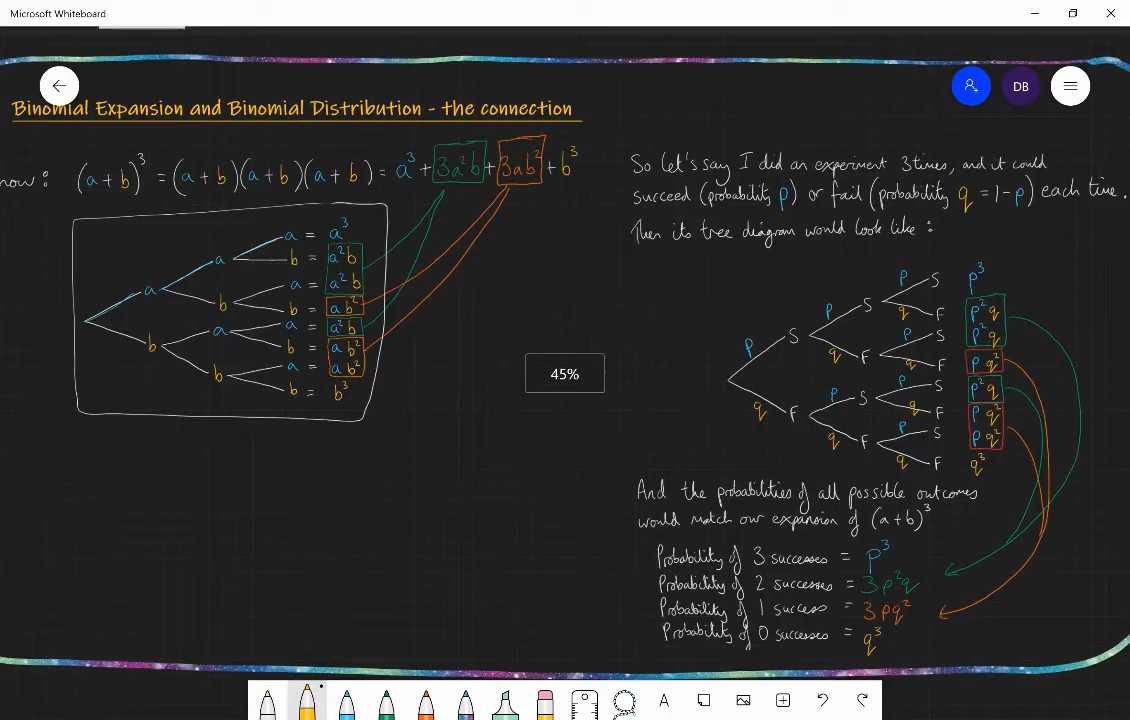 Microsoft Whiteboard
DB
Binomial Expansion and Binomial Distribution - the connection
now: (a + b)³ = (a + b)(a + b)(a + b) = a³ + 3a²b + 3ab² + b³
a = a³
a
b = a²b
a
a = a²b
b
b = ab²
a = a²b
a
b = ab²
b
a = ab²
b
b = b³
45%
So let's say I did an experiment 3 times, and it could
succeed (probability p) or fail (probability q = 1-p) each time.
Then its tree diagram would look like:
p S p³
p S
q F p²q
p S
p S p²q
q F
q F pq²
p S p²q
p S
q F pq²
q F
p S pq²
q F
q F q³
And the probabilities of all possible outcomes
would match our expansion of (a+b)³
Probability of 3 successes = p³
Probability of 2 successes = 3p²q
Probability of 1 success = 3pq²
Probability of 0 successes = q³
A